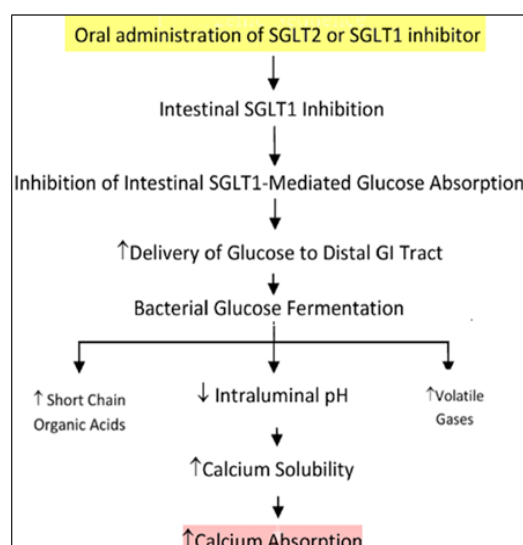 Oral administration of SGLT2 or SGLT1 inhibitor
Intestinal SGLT1 Inhibition
Inhibition of Intestinal SGLT1-Mediated Glucose Absorption
↑Delivery of Glucose to Distal GI Tract
Bacterial Glucose Fermentation
↑ Short Chain
Organic Acids
↓ Intraluminal pH
↑Volatile
Gases
↑Calcium Solubility
↑Calcium Absorption